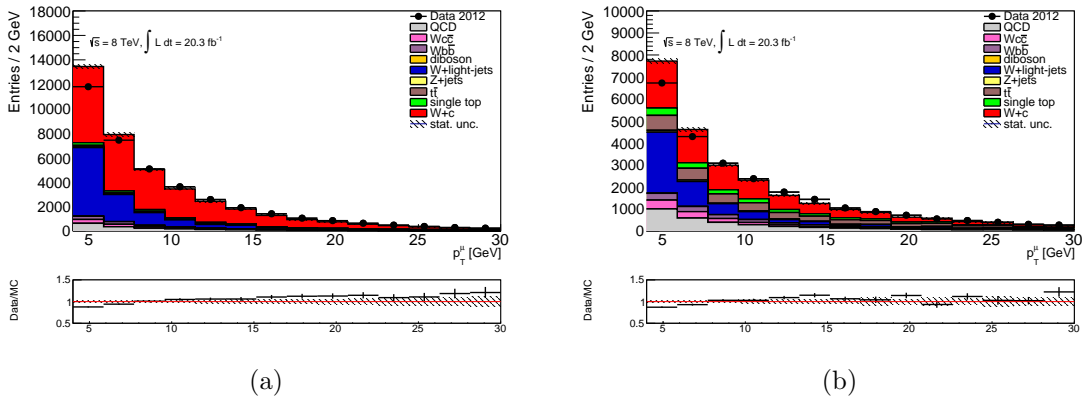 Entries / 2 GeV
18000
16000
14000
12000
10000
8000
6000
4000
2000
0
√s = 8 TeV, ∫ L dt = 20.3 fb⁻¹
Data 2012
QCD
Wcc̅
Wbb̅
diboson
W+light-jets
Z+jets
tt̅
single top
W+c
stat. unc.
5 10 15 20 25 30
p_T^μ [GeV]
Data/MC
1.5
1
0.5
5 10 15 20 25 30
(a)
Entries / 2 GeV
10000
9000
8000
7000
6000
5000
4000
3000
2000
1000
0
√s = 8 TeV, ∫ L dt = 20.3 fb⁻¹
Data 2012
QCD
Wcc̅
Wbb̅
diboson
W+light-jets
Z+jets
tt̅
single top
W+c
stat. unc.
5 10 15 20 25 30
p_T^μ [GeV]
Data/MC
1.5
1
0.5
5 10 15 20 25 30
(b)